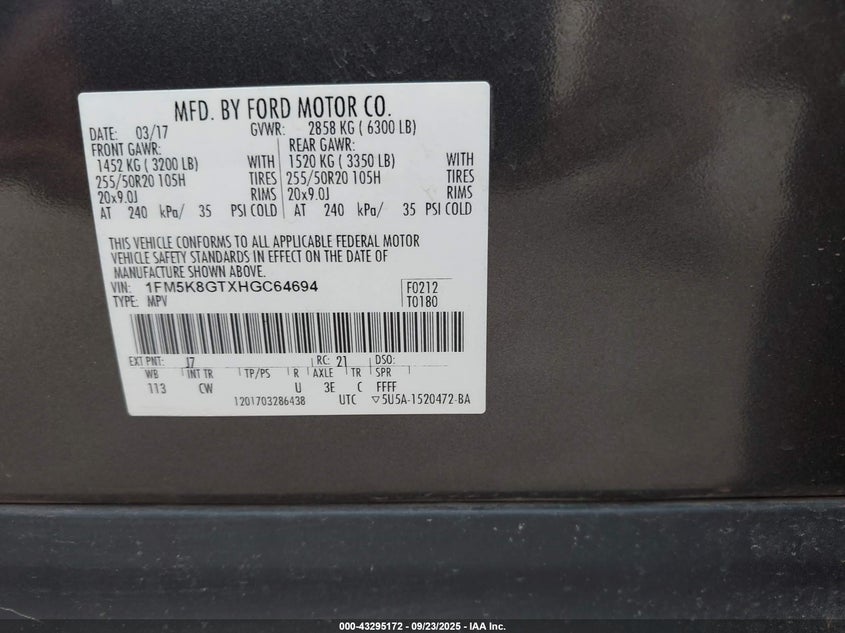 MFD. BY FORD MOTOR CO.
DATE: 03/17 GVWR: 2858 KG ( 6300 LB)
FRONT GAWR: REAR GAWR:
1452 KG ( 3200 LB) WITH 1520 KG ( 3350 LB) WITH
255/50R20 105H TIRES 255/50R20 105H TIRES
20x9.0J RIMS 20x9.0J RIMS
AT 240 kPa/ 35 PSI COLD AT 240 kPa/ 35 PSI COLD
THIS VEHICLE CONFORMS TO ALL APPLICABLE FEDERAL MOTOR
VEHICLE SAFETY STANDARDS IN EFFECT ON THE DATE OF
MANUFACTURE SHOWN ABOVE.
VIN: 1FM5K8GTXHGC64694 F0212
TYPE: MPV T0180
EXT PNT: J7 RC: 21 DSO:
WB INT TR TP/PS R AXLE TR SPR
113 CW U 3E C FFFF
1201703286438 UTC ▽5U5A-1520472-BA
000-43295172 - 09/23/2025 - IAA Inc.